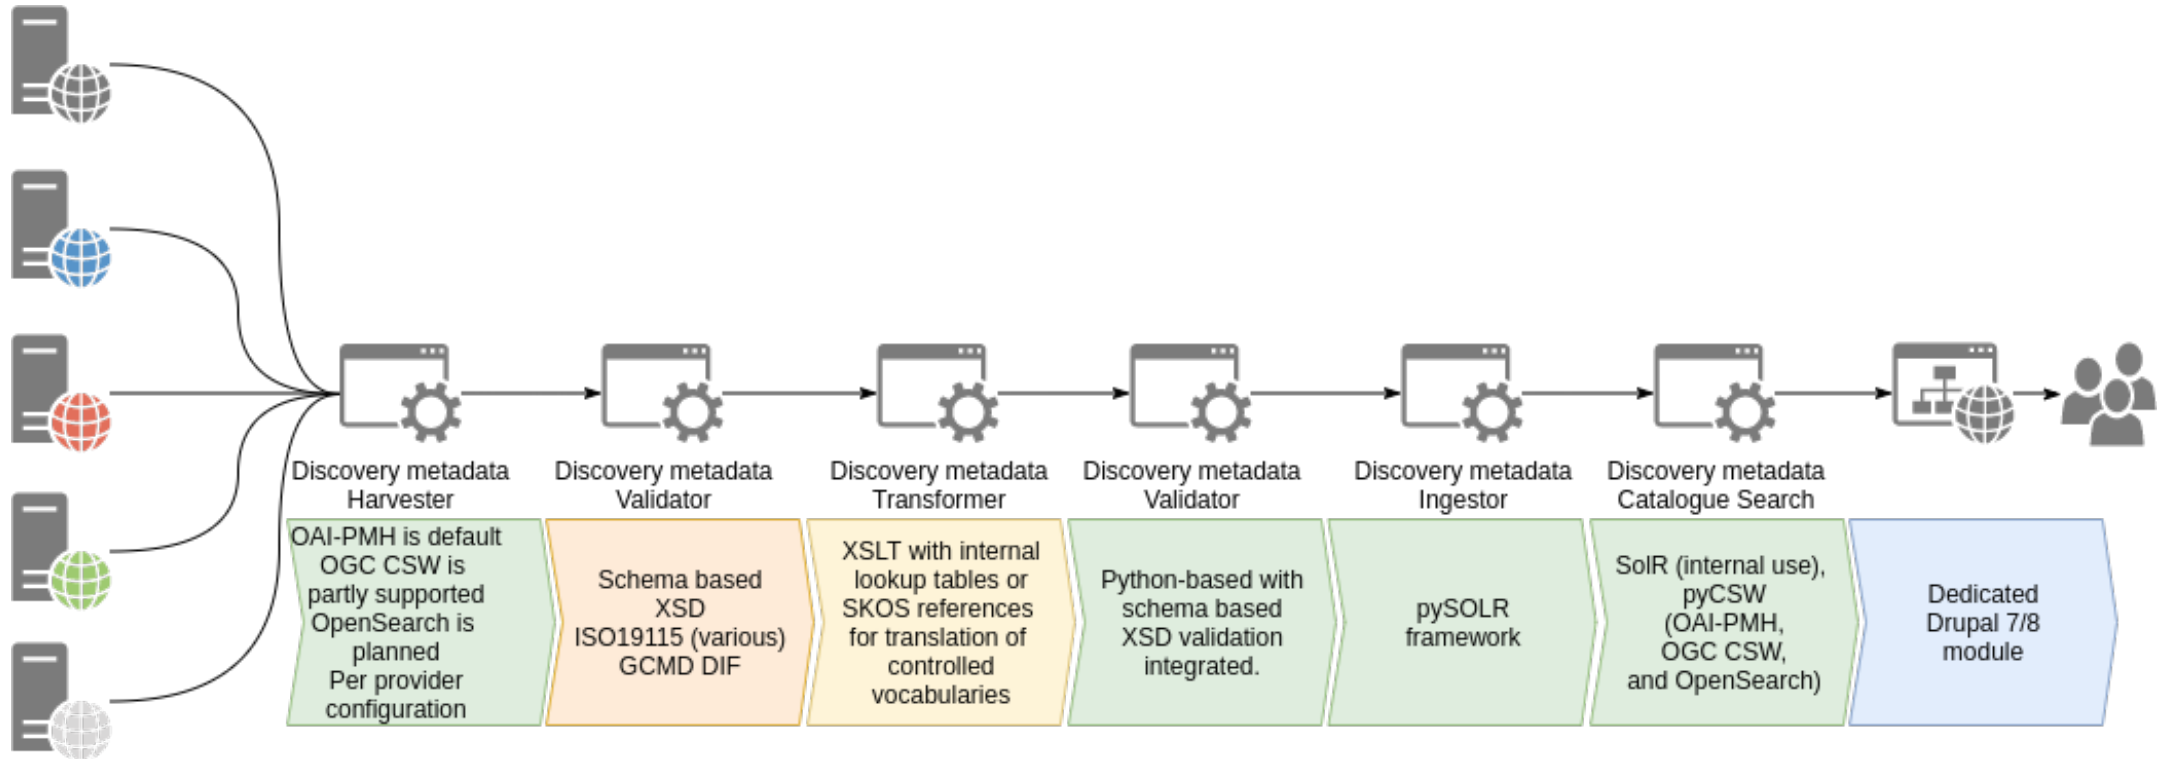 Discovery metadata
Harvester
Discovery metadata
Validator
Discovery metadata
Transformer
Discovery metadata
Validator
Discovery metadata
Ingestor
Discovery metadata
Catalogue Search
OAI-PMH is default
OGC CSW is
partly supported
OpenSearch is
planned
Per provider
configuration
Schema based
XSD
ISO19115 (various)
GCMD DIF
XSLT with internal
lookup tables or
SKOS references
for translation of
controlled
vocabularies
Python-based with
schema based
XSD validation
integrated.
pySOLR
framework
SolR (internal use),
pyCSW
(OAI-PMH,
OGC CSW,
and OpenSearch)
Dedicated
Drupal 7/8
module